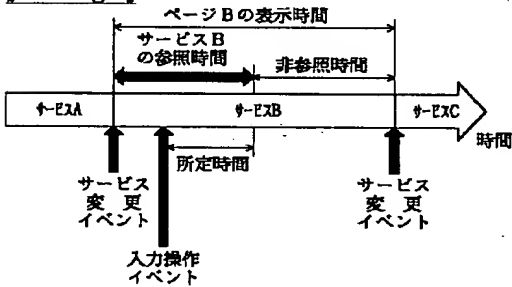 ページBの表示時間
サービスB
の参照時間
非参照時間
サービスA
サービスB
サービスC
時間
所定時間
サービス
変 更
イベント
サービス
変 更
イベント
入力操作
イベント